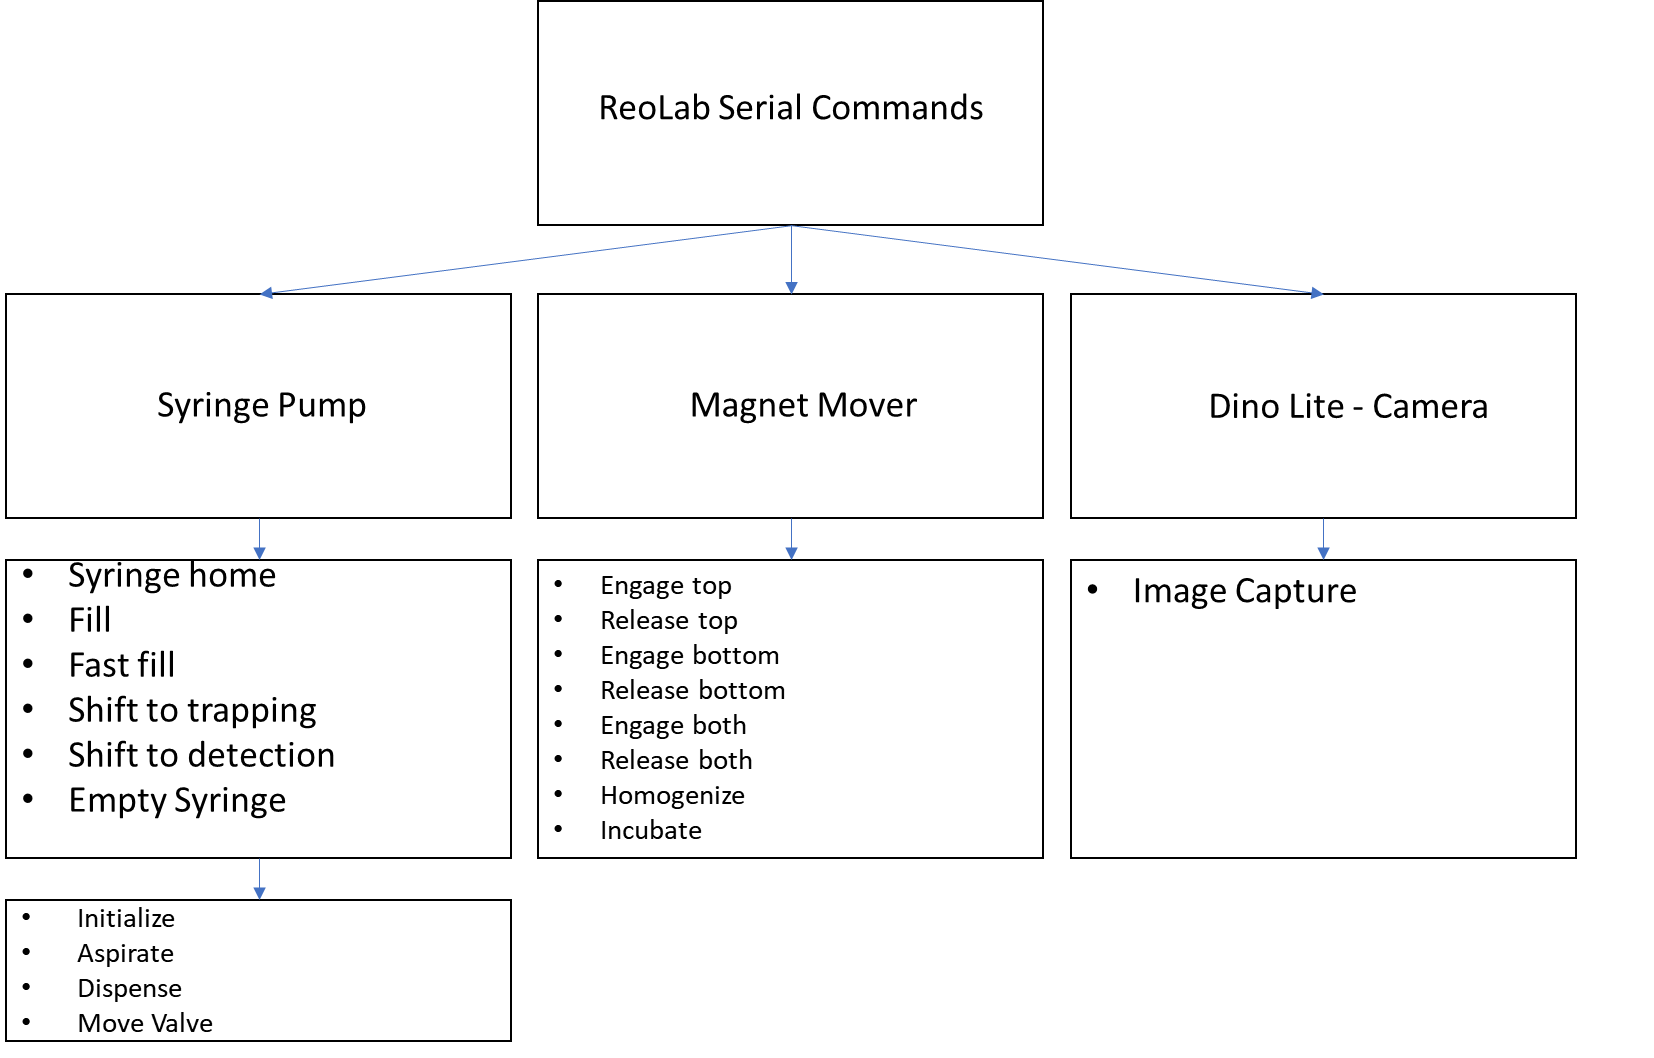 ReoLab Serial Commands
Syringe Pump
Magnet Mover
Dino Lite - Camera
• Syringe home
• Fill
• Fast fill
• Shift to trapping
• Shift to detection
• Empty Syringe
• Engage top
• Release top
• Engage bottom
• Release bottom
• Engage both
• Release both
• Homogenize
• Incubate
• Image Capture
• Initialize
• Aspirate
• Dispense
• Move Valve